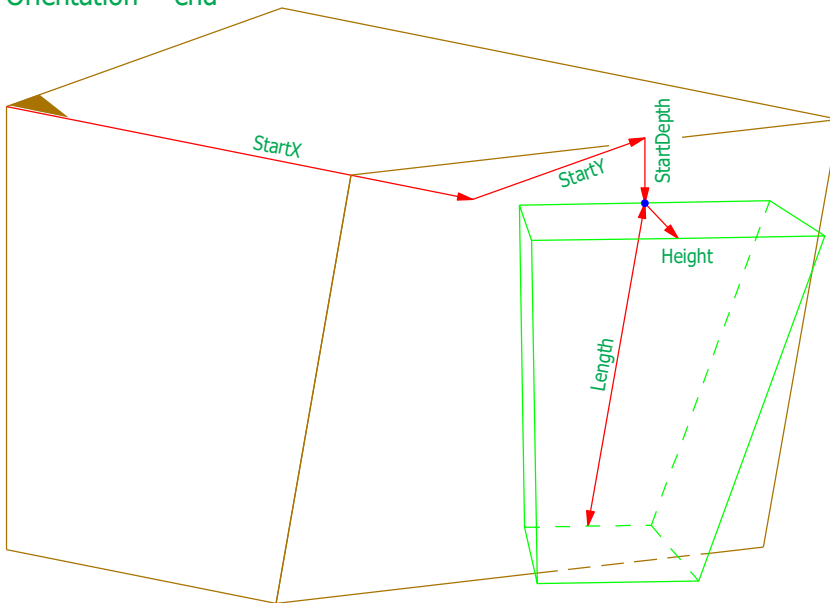 Orientation end
StartX
StartY
StartDepth
Height
Length